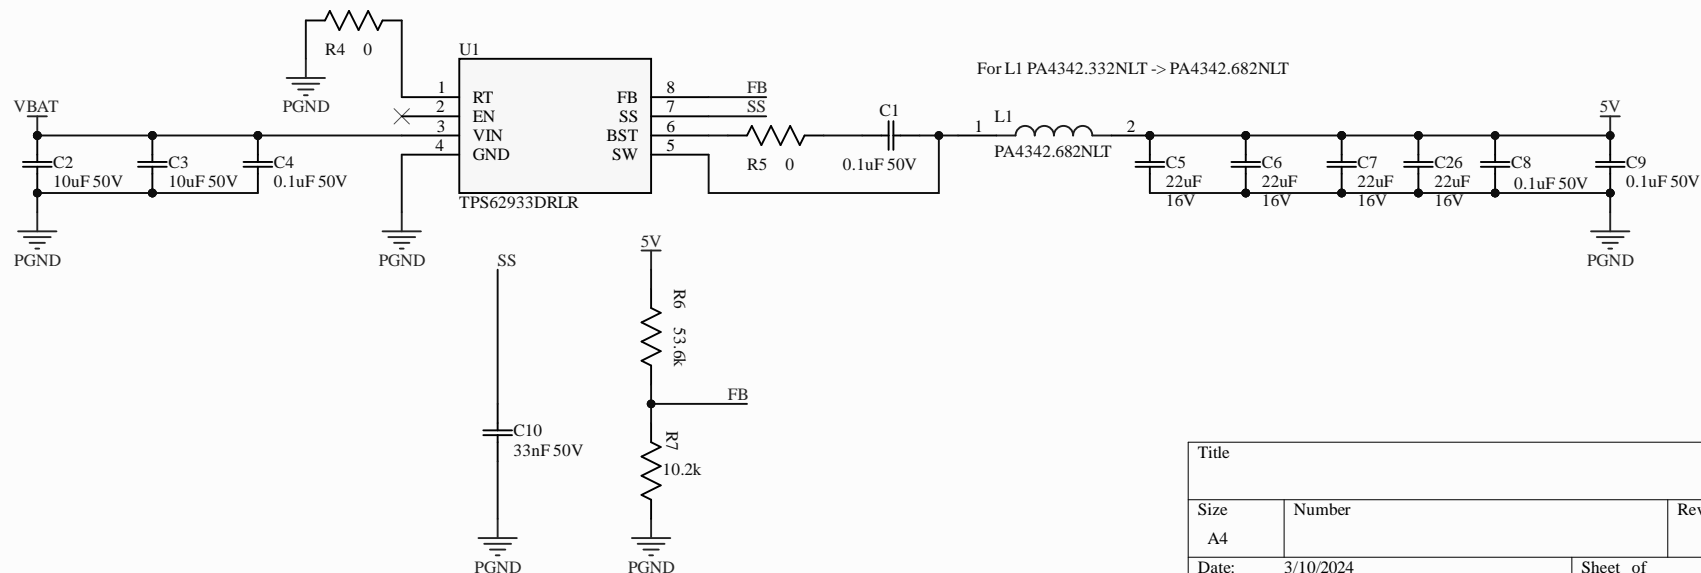 R4 0
PGND
U1
TPS62933DRLR
1 RT
2 EN
3 VIN
4 GND
FB 8 FB
SS 7 SS
BST 6
SW 5
VBAT
C2
10uF 50V
C3
10uF 50V
C4
0.1uF 50V
PGND
PGND
R5 0
C1
0.1uF 50V
For L1 PA4342.332NLT -> PA4342.682NLT
1 L1 2
PA4342.682NLT
5V
C5
22uF
16V
C6
22uF
16V
C7
22uF
16V
C26
22uF
16V
C8
0.1uF 50V
C9
0.1uF 50V
PGND
SS
C10
33nF 50V
PGND
5V
R6
53.6k
FB
R7
10.2k
PGND
Title
Size
A4
Number
Rev
Date: 3/10/2024
Sheet of